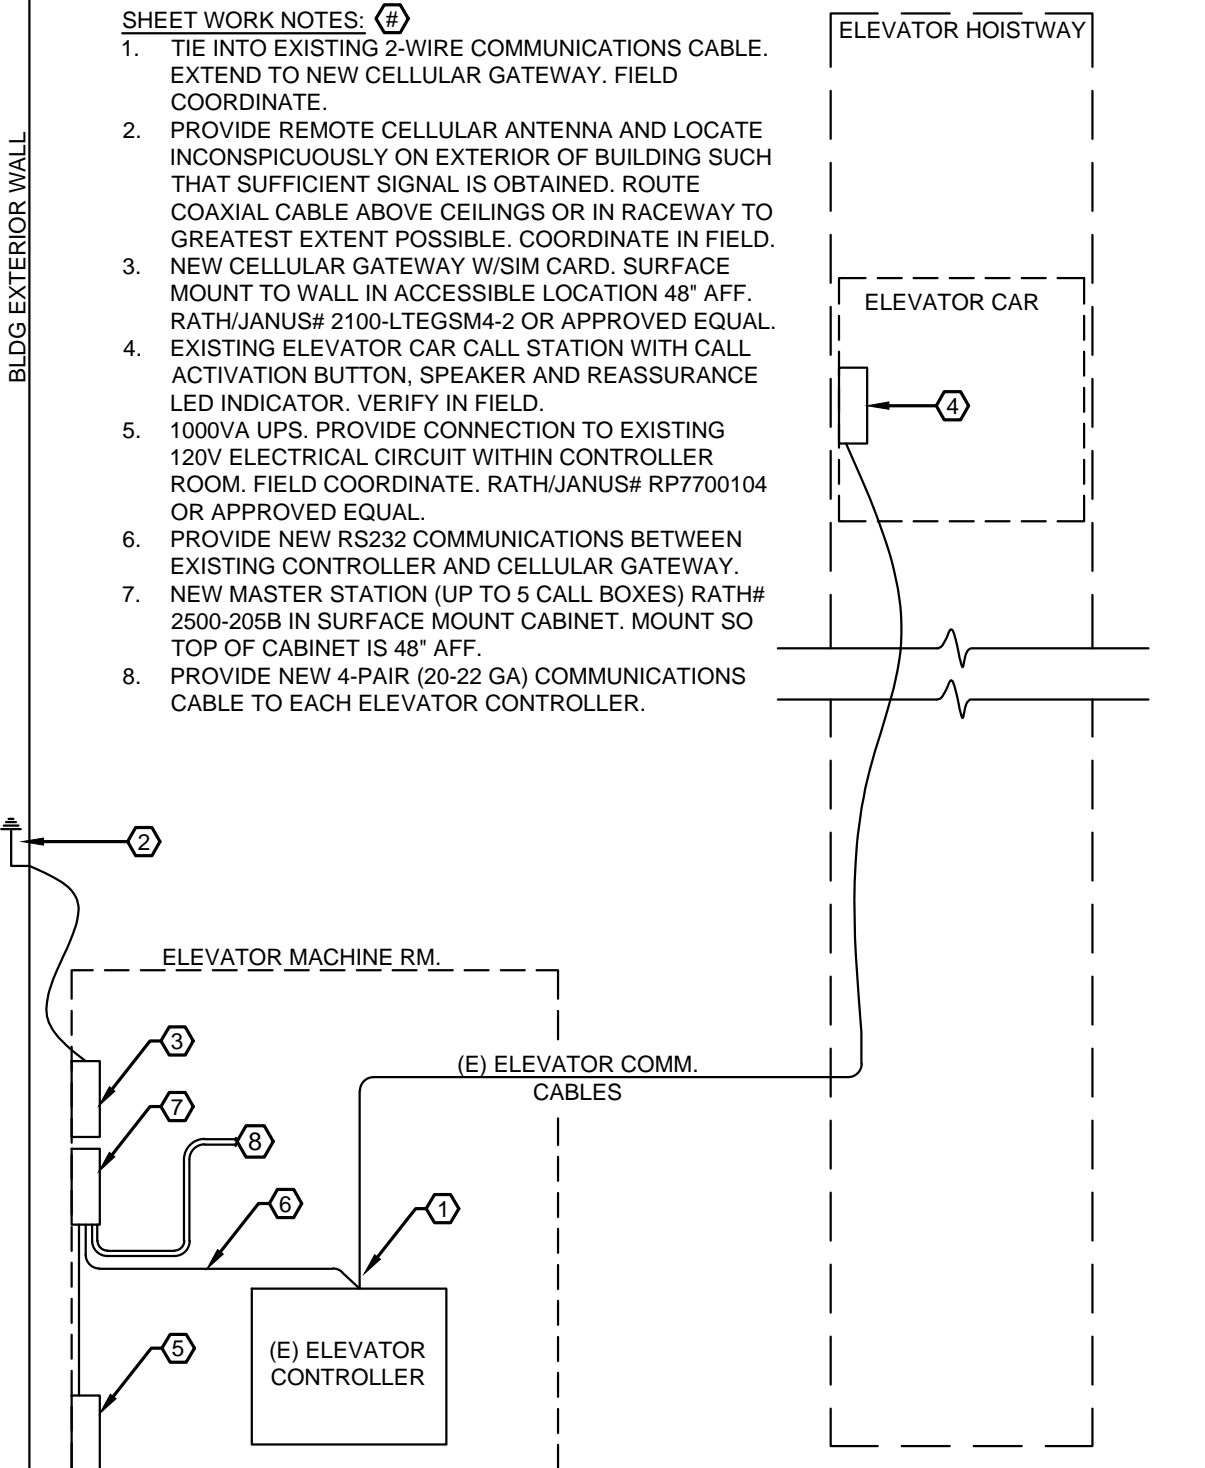 SHEET WORK NOTES: #
1. TIE INTO EXISTING 2-WIRE COMMUNICATIONS CABLE.
EXTEND TO NEW CELLULAR GATEWAY. FIELD
COORDINATE.
2. PROVIDE REMOTE CELLULAR ANTENNA AND LOCATE
INCONSPICUOUSLY ON EXTERIOR OF BUILDING SUCH
THAT SUFFICIENT SIGNAL IS OBTAINED. ROUTE
COAXIAL CABLE ABOVE CEILINGS OR IN RACEWAY TO
GREATEST EXTENT POSSIBLE. COORDINATE IN FIELD.
3. NEW CELLULAR GATEWAY W/SIM CARD. SURFACE
MOUNT TO WALL IN ACCESSIBLE LOCATION 48" AFF.
RATH/JANUS# 2100-LTEGSM4-2 OR APPROVED EQUAL.
4. EXISTING ELEVATOR CAR CALL STATION WITH CALL
ACTIVATION BUTTON, SPEAKER AND REASSURANCE
LED INDICATOR. VERIFY IN FIELD.
5. 1000VA UPS. PROVIDE CONNECTION TO EXISTING
120V ELECTRICAL CIRCUIT WITHIN CONTROLLER
ROOM. FIELD COORDINATE. RATH/JANUS# RP7700104
OR APPROVED EQUAL.
6. PROVIDE NEW RS232 COMMUNICATIONS BETWEEN
EXISTING CONTROLLER AND CELLULAR GATEWAY.
7. NEW MASTER STATION (UP TO 5 CALL BOXES) RATH#
2500-205B IN SURFACE MOUNT CABINET. MOUNT SO
TOP OF CABINET IS 48" AFF.
8. PROVIDE NEW 4-PAIR (20-22 GA) COMMUNICATIONS
CABLE TO EACH ELEVATOR CONTROLLER.
BLDG EXTERIOR WALL
ELEVATOR HOISTWAY
ELEVATOR CAR
4
2
ELEVATOR MACHINE RM.
3
(E) ELEVATOR COMM.
CABLES
7
8
6
1
5
(E) ELEVATOR
CONTROLLER